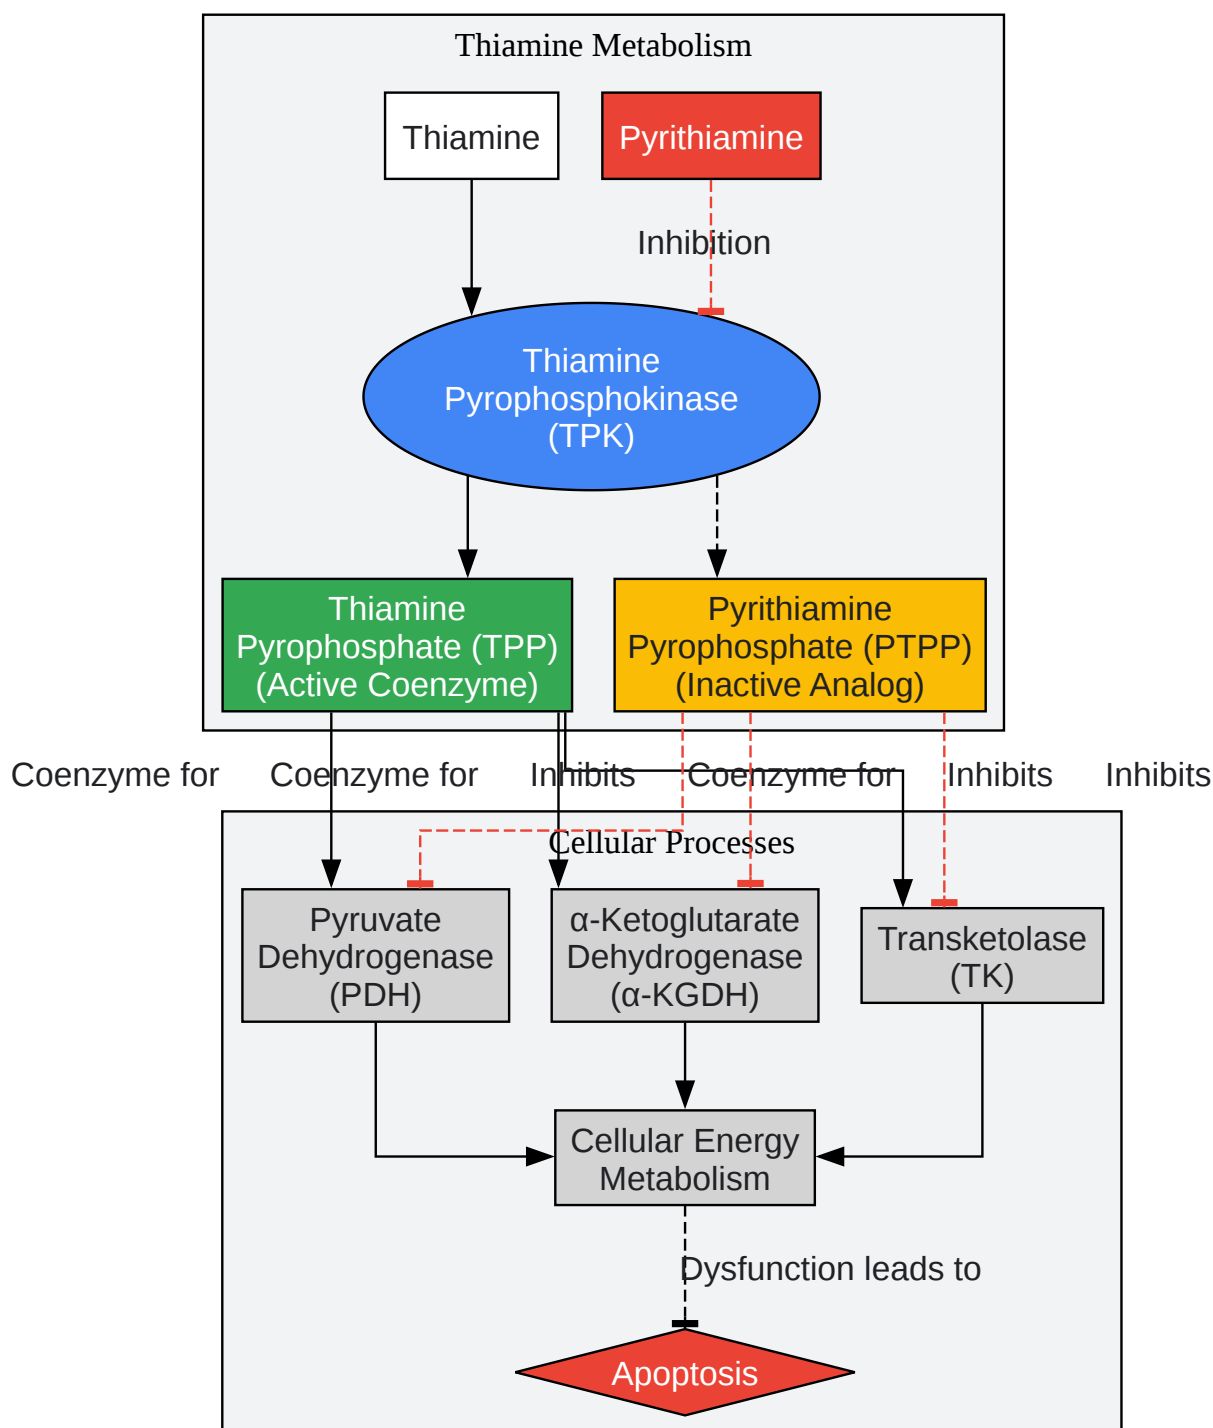 Thiamine Metabolism
Thiamine
Pyrithiamine
Inhibition
Thiamine
Pyrophosphokinase
(TPK)
Thiamine
Pyrophosphate (TPP)
(Active Coenzyme)
Pyrithiamine
Pyrophosphate (PTPP)
(Inactive Analog)
Coenzyme for
Coenzyme for
Inhibits
Coenzyme for
Inhibits
Inhibits
Cellular Processes
Pyruvate
Dehydrogenase
(PDH)
α-Ketoglutarate
Dehydrogenase
(α-KGDH)
Transketolase
(TK)
Cellular Energy
Metabolism
Dysfunction leads to
Apoptosis